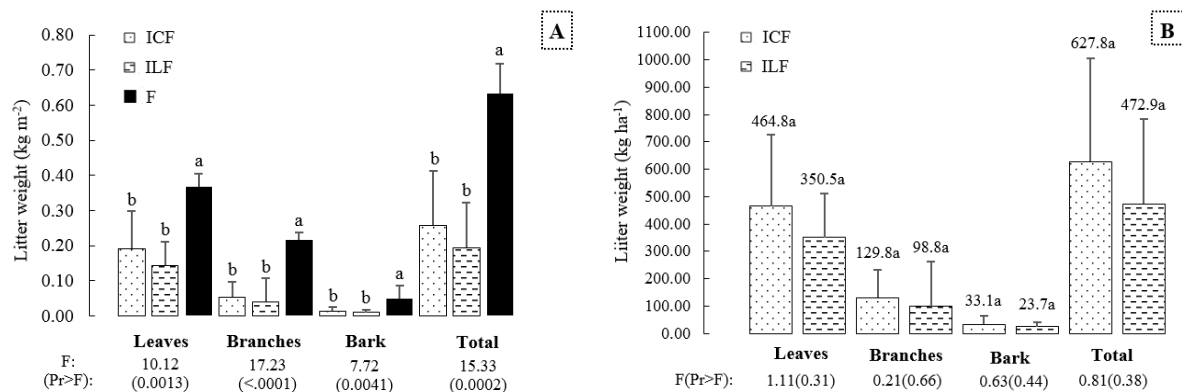 A
Litter weight (kg m-2)
0.80
0.70
0.60
0.50
0.40
0.30
0.20
0.10
0.00
ICF
ILF
F
b
b
a
b
b
a
b
b
a
b
b
a
Leaves Branches Bark Total
F: 10.12 17.23 7.72 15.33
(Pr>F): (0.0013) (<.0001) (0.0041) (0.0002)
B
Liiter weight (kg ha-1)
1100.00
1000.00
900.00
800.00
700.00
600.00
500.00
400.00
300.00
200.00
100.00
0.00
ICF
ILF
464.8a
350.5a
129.8a
98.8a
33.1a
23.7a
627.8a
472.9a
Leaves Branches Bark Total
F(Pr>F): 1.11(0.31) 0.21(0.66) 0.63(0.44) 0.81(0.38)